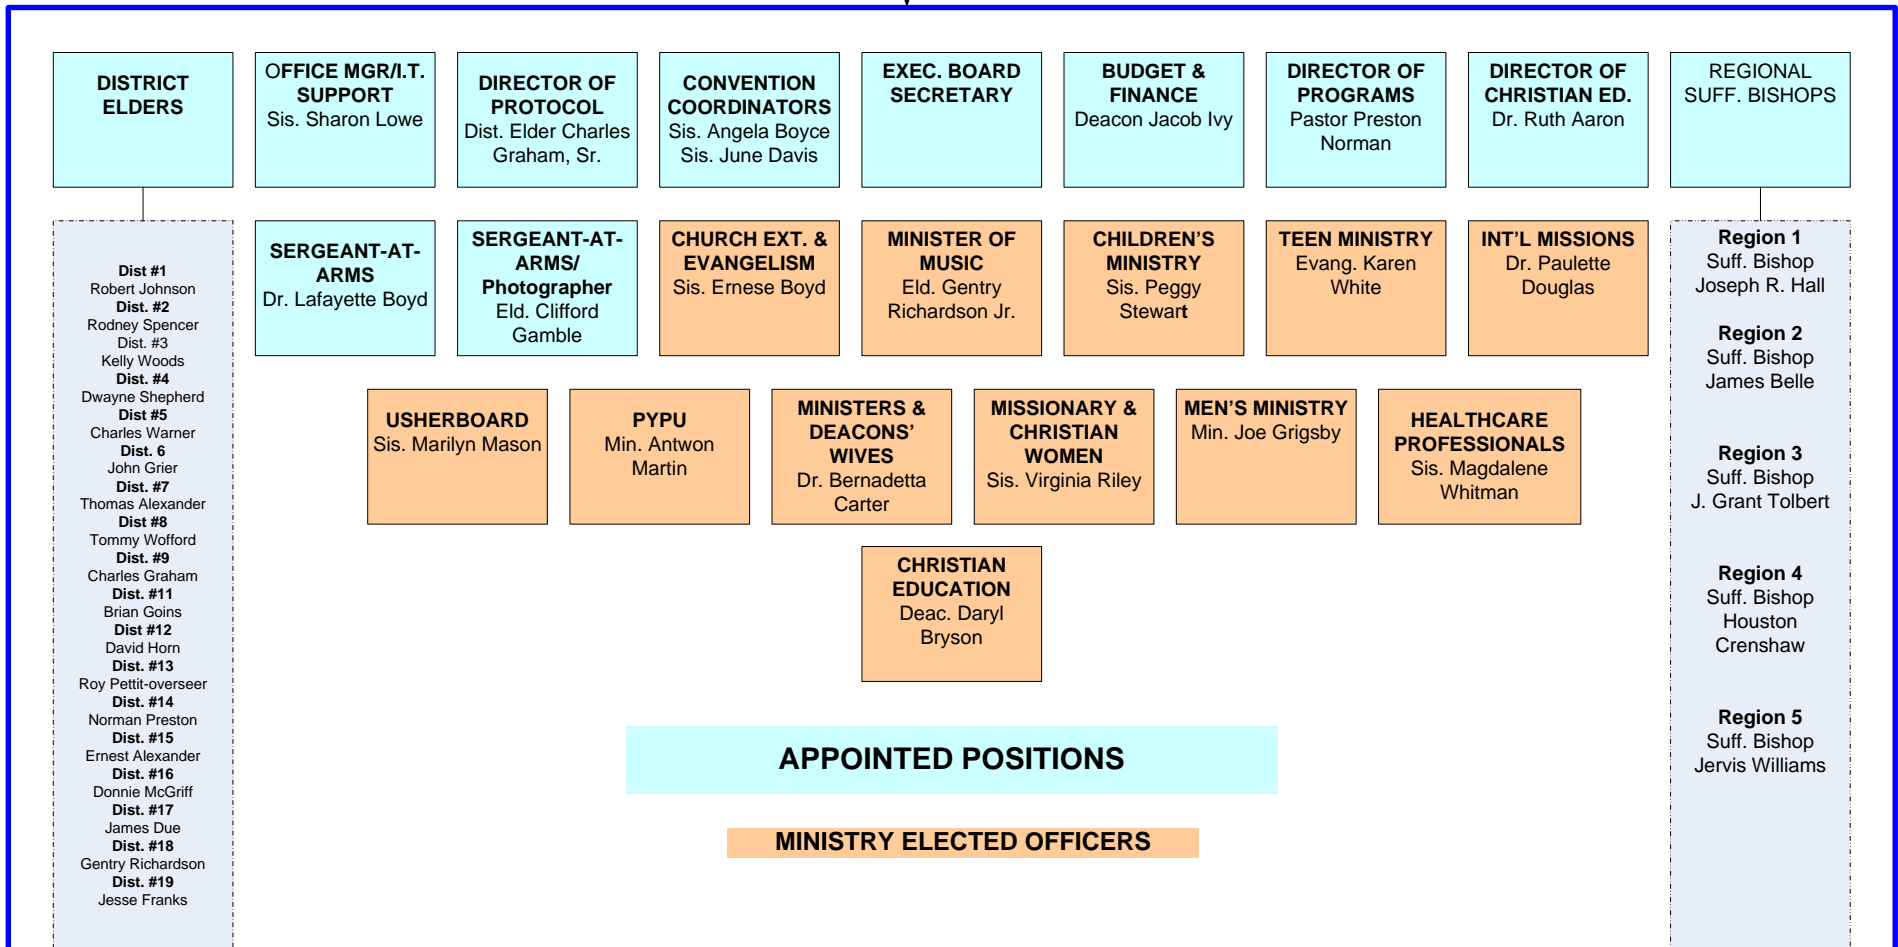 DISTRICT
ELDERS
OFFICE MGR/I.T.
SUPPORT
Sis. Sharon Lowe
DIRECTOR OF
PROTOCOL
Dist. Elder Charles
Graham, Sr.
CONVENTION
COORDINATORS
Sis. Angela Boyce
Sis. June Davis
EXEC. BOARD
SECRETARY
BUDGET &
FINANCE
Deacon Jacob Ivy
DIRECTOR OF
PROGRAMS
Pastor Preston
Norman
DIRECTOR OF
CHRISTIAN ED.
Dr. Ruth Aaron
REGIONAL
SUFF. BISHOPS
Dist #1
Robert Johnson
Dist. #2
Rodney Spencer
Dist. #3
Kelly Woods
Dist. #4
Dwayne Shepherd
Dist #5
Charles Warner
Dist. 6
John Grier
Dist. #7
Thomas Alexander
Dist #8
Tommy Wofford
Dist. #9
Charles Graham
Dist. #11
Brian Goins
Dist #12
David Horn
Dist. #13
Roy Pettit-overseer
Dist. #14
Norman Preston
Dist. #15
Ernest Alexander
Dist. #16
Donnie McGriff
Dist. #17
James Due
Dist. #18
Gentry Richardson
Dist. #19
Jesse Franks
SERGEANT-AT-
ARMS
Dr. Lafayette Boyd
SERGEANT-AT-
ARMS/
Photographer
Eld. Clifford
Gamble
CHURCH EXT. &
EVANGELISM
Sis. Ernese Boyd
MINISTER OF
MUSIC
Eld. Gentry
Richardson Jr.
CHILDREN’S
MINISTRY
Sis. Peggy
Stewart
TEEN MINISTRY
Evang. Karen
White
INT’L MISSIONS
Dr. Paulette
Douglas
Region 1
Suff. Bishop
Joseph R. Hall
Region 2
Suff. Bishop
James Belle
Region 3
Suff. Bishop
J. Grant Tolbert
Region 4
Suff. Bishop
Houston
Crenshaw
Region 5
Suff. Bishop
Jervis Williams
USHERBOARD
Sis. Marilyn Mason
PYPU
Min. Antwon
Martin
MINISTERS &
DEACONS’
WIVES
Dr. Bernadetta
Carter
MISSIONARY &
CHRISTIAN
WOMEN
Sis. Virginia Riley
MEN’S MINISTRY
Min. Joe Grigsby
HEALTHCARE
PROFESSIONALS
Sis. Magdalene
Whitman
CHRISTIAN
EDUCATION
Deac. Daryl
Bryson
APPOINTED POSITIONS
MINISTRY ELECTED OFFICERS